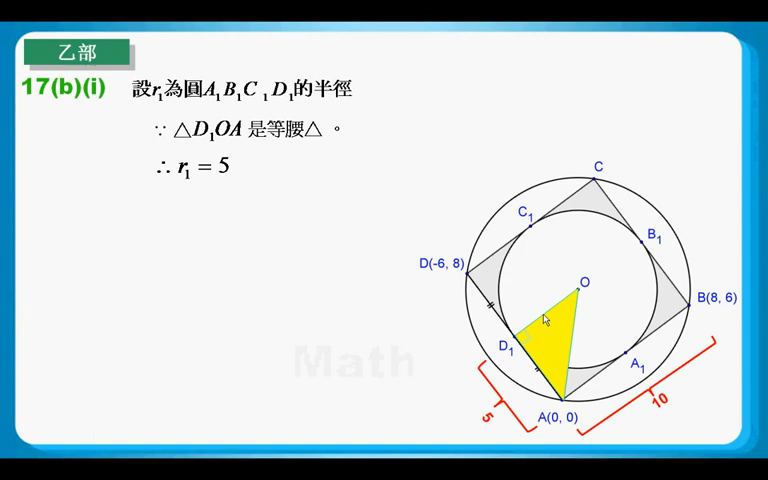 乙部
17(b)(i) 設r₁為圓A₁B₁C₁D₁的半徑
∵ △D₁OA 是等腰△。
∴ r₁ = 5
C
C₁
B₁
D(-6, 8)
O
B(8, 6)
D₁
A₁
Math
10
5
A(0, 0)